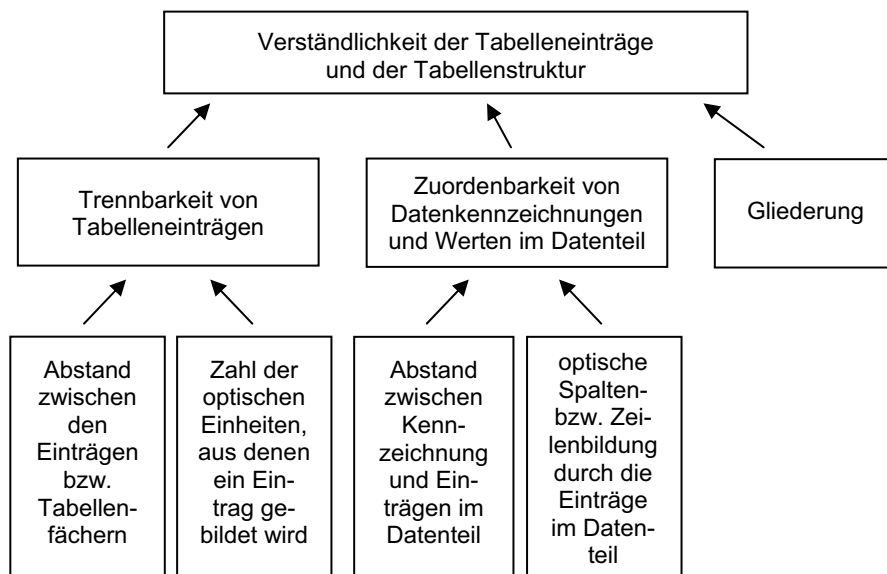 Verständlichkeit der Tabelleneinträge
und der Tabellenstruktur
Trennbarkeit von
Tabelleneinträgen
Zuordenbarkeit von
Datenkennzeichnungen
und Werten im Datenteil
Gliederung
Abstand
zwischen
den
Einträgen
bzw.
Tabellen-
fächern
Zahl der
optischen
Einheiten,
aus denen
ein Ein-
trag ge-
bildet wird
Abstand
zwischen
Kenn-
zeichnung
und Ein-
trägen im
Datenteil
optische
Spalten-
bzw. Zei-
lenbildung
durch die
Einträge
im Daten-
teil